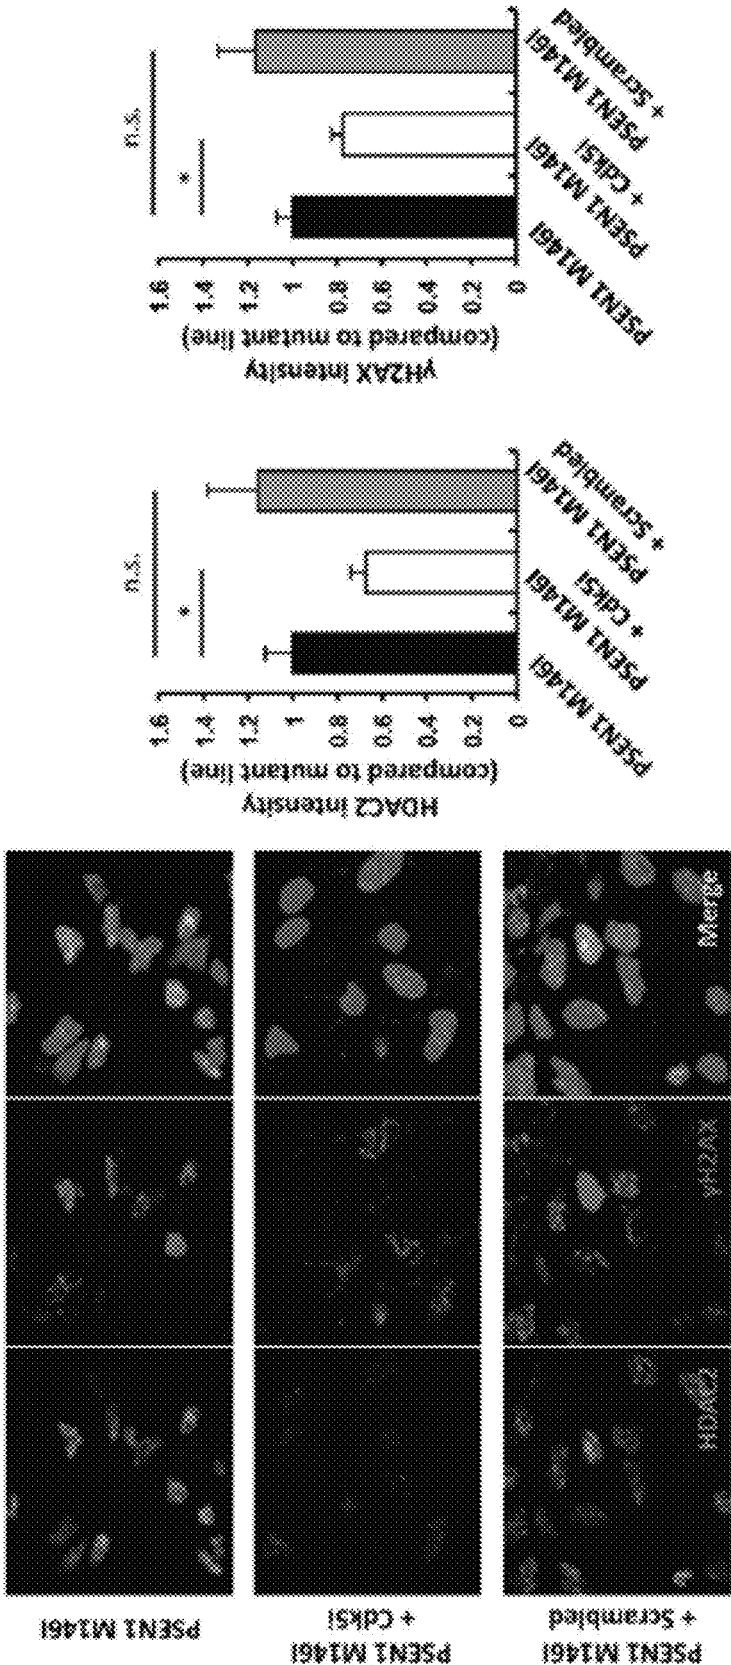 PSEN1 M146i
PSEN1 M146i
+ Cdk5i
PSEN1 M146i
+ Scrambled
HDAC2
γH2AX
Merge
HDAC2 intensity
(compared to mutant line)
1.6
1.4
1.2
1
0.8
0.6
0.4
0.2
0
n.s.
*
PSEN1 M146i
PSEN1 M146i
+ Cdk5i
PSEN1 M146i
+ Scrambled
γH2AX intensity
(compared to mutant line)
1.6
1.4
1.2
1
0.8
0.6
0.4
0.2
0
n.s.
*
PSEN1 M146i
PSEN1 M146i
+ Cdk5i
PSEN1 M146i
+ Scrambled